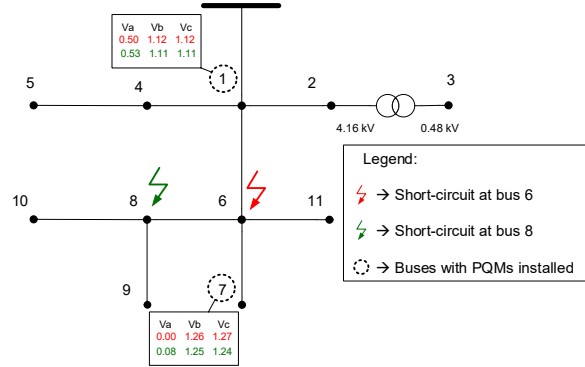 Va Vb Vc
0.50 1.12 1.12
0.53 1.11 1.11
1
5 4 2 3
4.16 kV 0.48 kV
Legend:
→ Short-circuit at bus 6
→ Short-circuit at bus 8
→ Buses with PQMs installed
10 8 6 11
9 7
Va Vb Vc
0.00 1.26 1.27
0.08 1.25 1.24